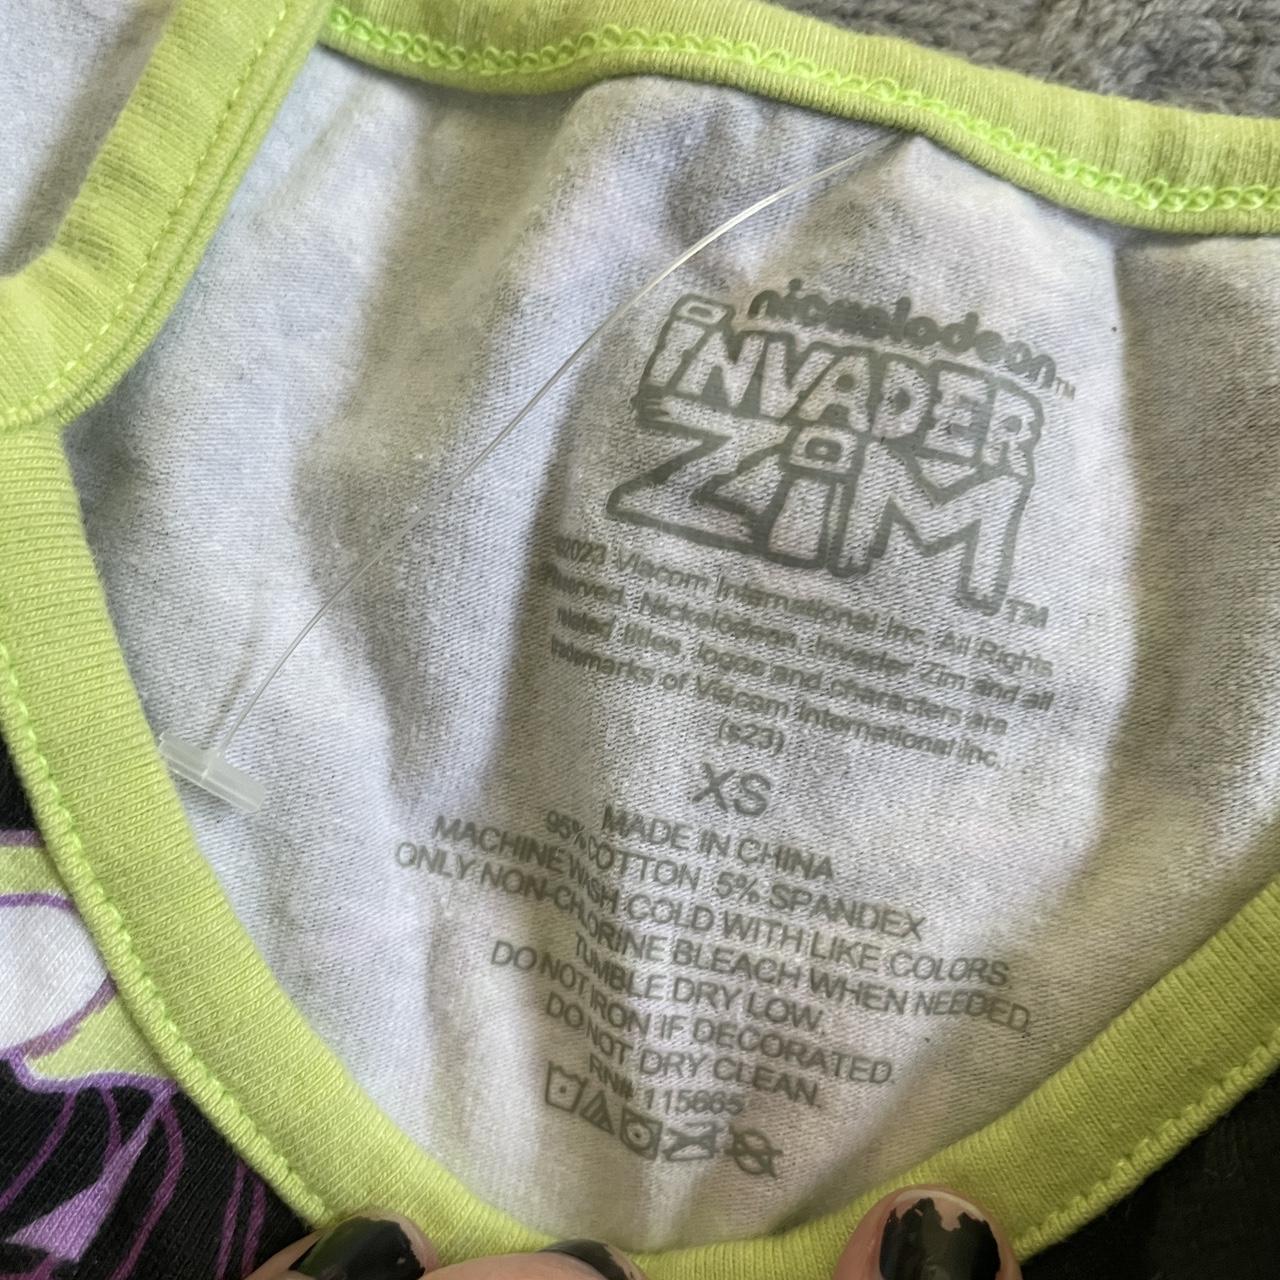 nickelodeon™
INVADER
ZiM™
©2023 Viacom International Inc. All Rights
Reserved. Nickelodeon, Invader Zim and all
related titles, logos and characters are
trademarks of Viacom International Inc.
(s23)
XS
MADE IN CHINA
95% COTTON 5% SPANDEX
MACHINE WASH COLD WITH LIKE COLORS.
ONLY NON-CHLORINE BLEACH WHEN NEEDED.
TUMBLE DRY LOW.
DO NOT IRON IF DECORATED.
DO NOT DRY CLEAN.
RN# 115665